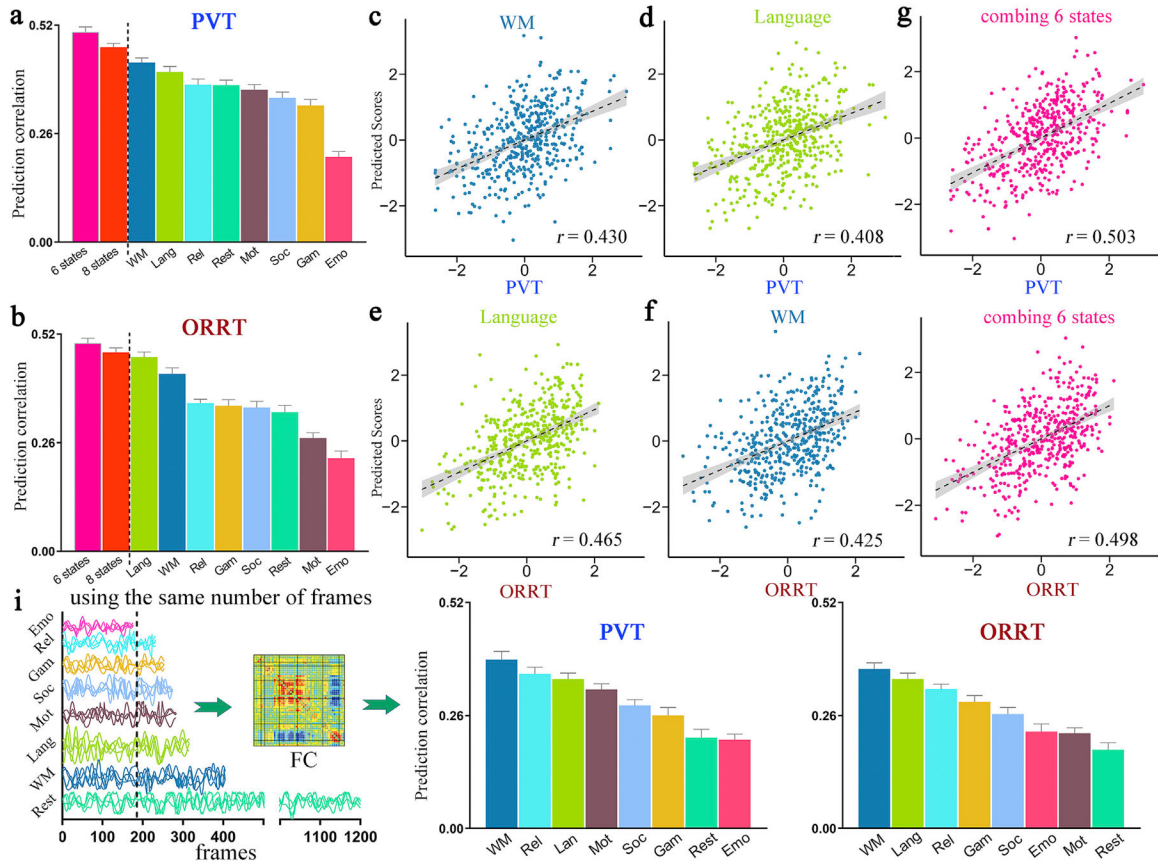 a
PVT
Prediction correlation
0.52
0.26
0.00
6 states
8 states
WM
Lang
Rel
Rest
Mot
Soc
Gam
Emo
b
ORRT
Prediction correlation
0.52
0.26
0.00
6 states
8 states
Lang
WM
Rel
Gam
Soc
Rest
Mot
Emo
c
WM
Predicted Scores
2
0
−2
r = 0.430
−2 0 2
PVT
d
Language
2
0
−2
r = 0.408
−2 0 2
PVT
g
combing 6 states
2
0
−2
r = 0.503
−2 0 2
PVT
e
Language
Predicted Scores
2
0
−2
r = 0.465
−2 0 2
ORRT
f
WM
2
0
−2
r = 0.425
−2 0 2
ORRT
combing 6 states
2
0
−2
r = 0.498
−2 0 2
ORRT
i
using the same number of frames
Emo
Rel
Gam
Soc
Mot
Lang
WM
Rest
0 100 200 300 400 500 1100 1200
frames
FC
PVT
Prediction correlation
0.52
0.26
0.00
WM
Rel
Lan
Mot
Soc
Gam
Rest
Emo
ORRT
0.52
0.26
0.00
WM
Lang
Rel
Gam
Soc
Emo
Mot
Rest